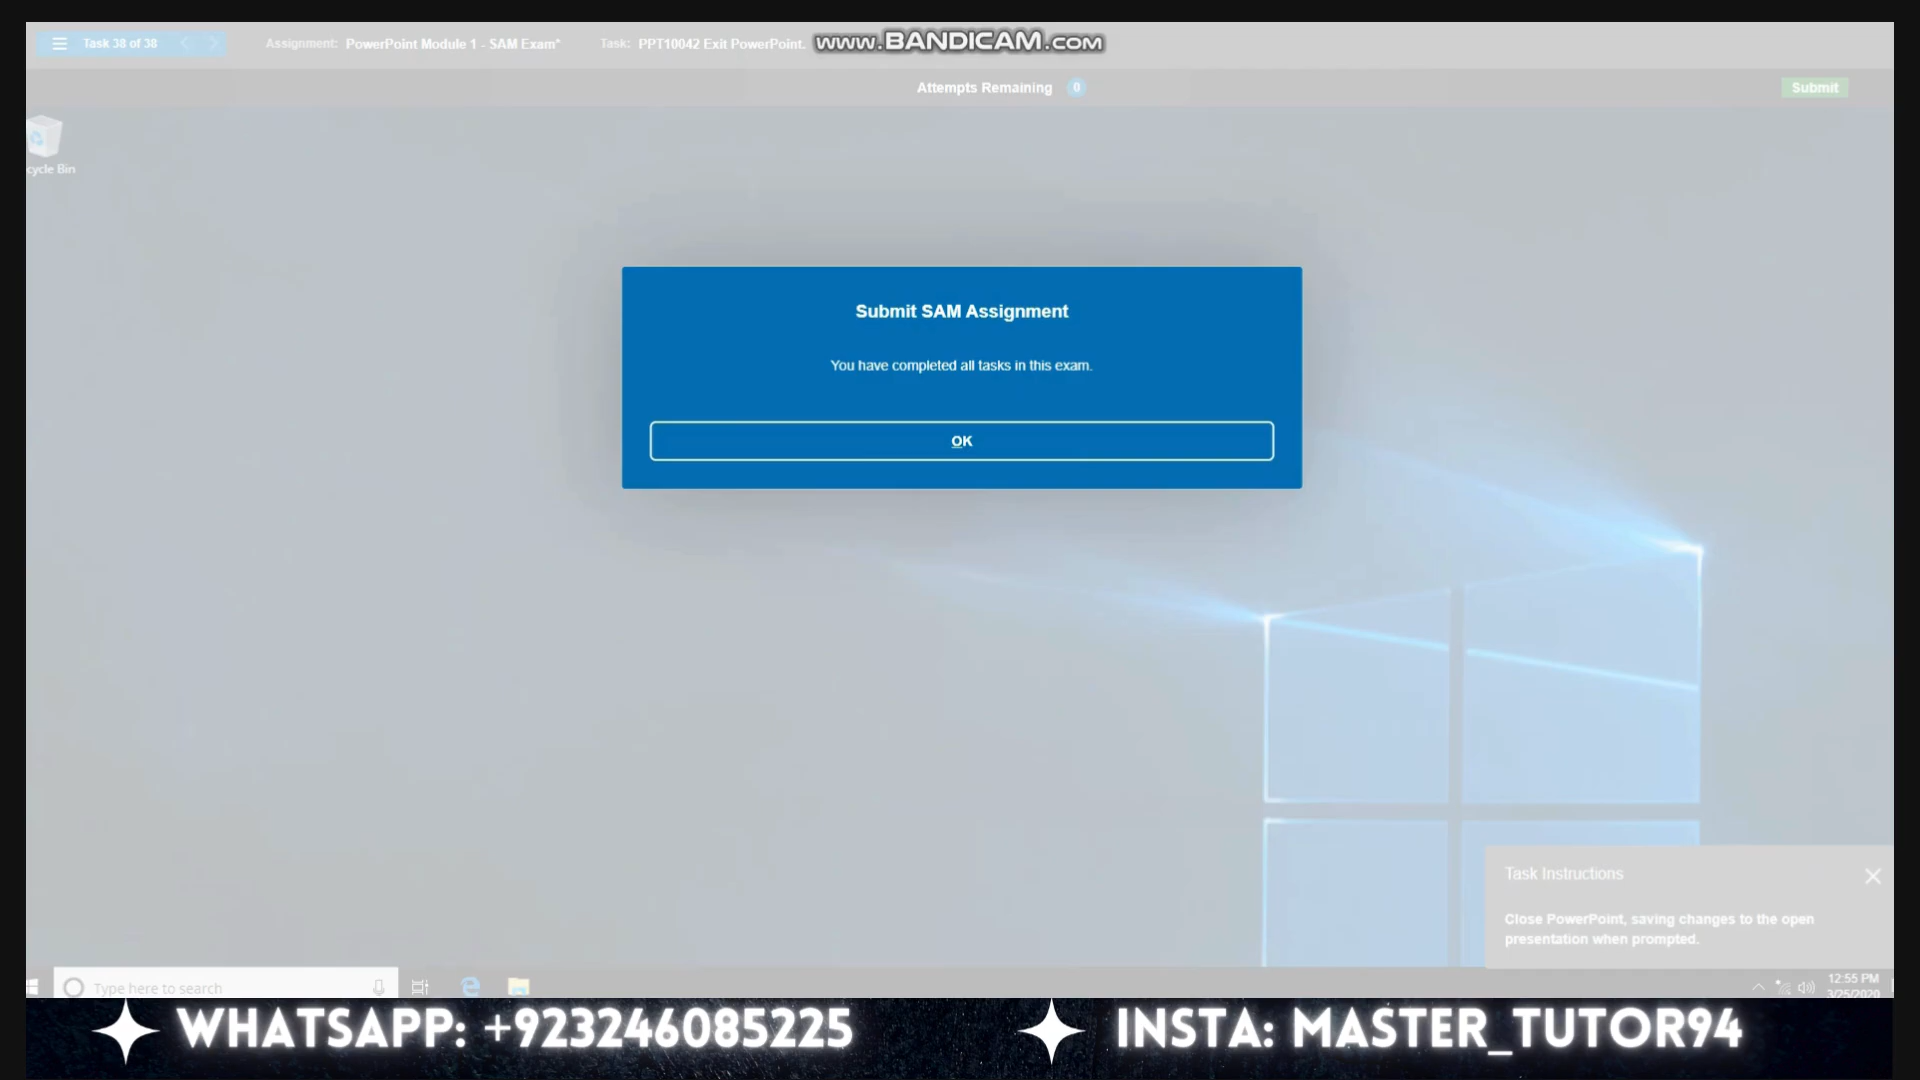 Task 38 of 38
Assignment: PowerPoint Module 1 - SAM Exam*
Task: PPT10042 Exit PowerPoint.
www.BANDICAM.com
Attempts Remaining 0
Submit
cycle Bin
Submit SAM Assignment
You have completed all tasks in this exam.
OK
Task Instructions
Close PowerPoint, saving changes to the open
presentation when prompted.
Type here to search
12:55 PM
3/25/2020
WHATSAPP: +923246085225
INSTA: MASTER_TUTOR94